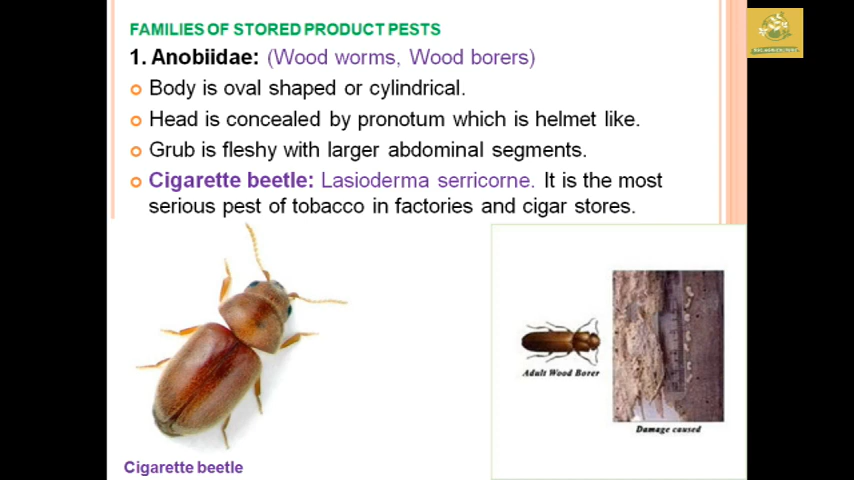 FAMILIES OF STORED PRODUCT PESTS
1. Anobiidae: (Wood worms, Wood borers)
Body is oval shaped or cylindrical.
Head is concealed by pronotum which is helmet like.
Grub is fleshy with larger abdominal segments.
Cigarette beetle: Lasioderma serricorne. It is the most
serious pest of tobacco in factories and cigar stores.
Adult Wood Borer
Damage caused
Cigarette beetle